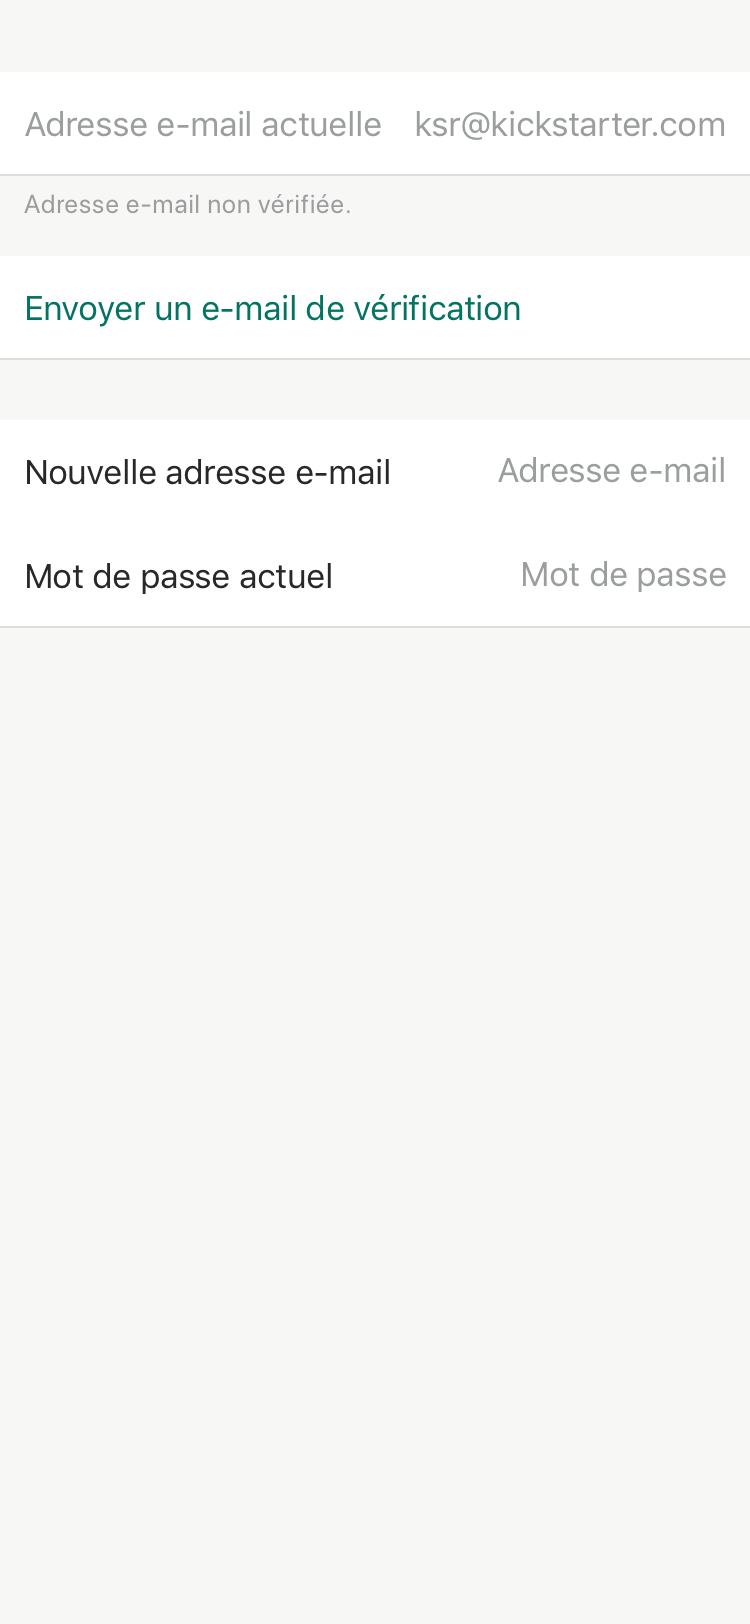 Adresse e-mail actuelle ksr@kickstarter.com
Adresse e-mail non vérifiée.
Envoyer un e-mail de vérification
Nouvelle adresse e-mail Adresse e-mail
Mot de passe actuel Mot de passe